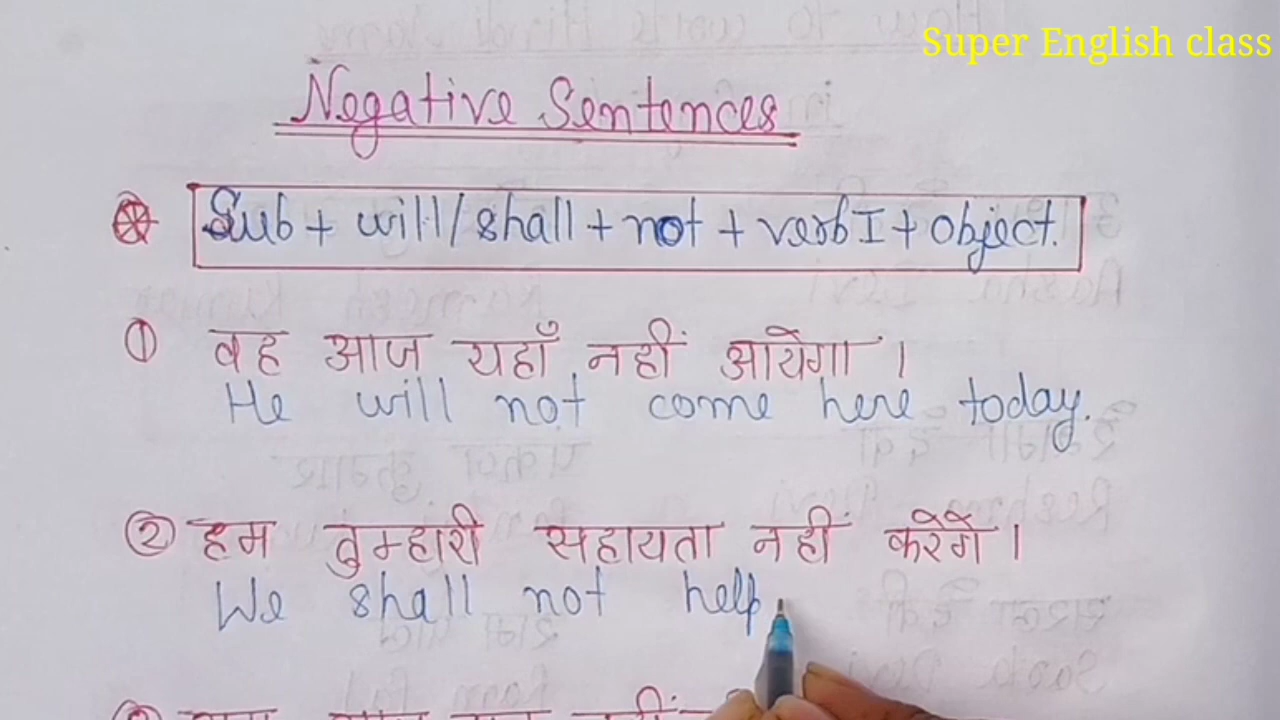 Super English class
Negative Sentences
Sub + will/shall + not + verb I + object.
① वह आज यहाँ नहीं आयेगा ।
He will not come here today.
② हम तुम्हारी सहायता नहीं करेंगे ।
We shall not help